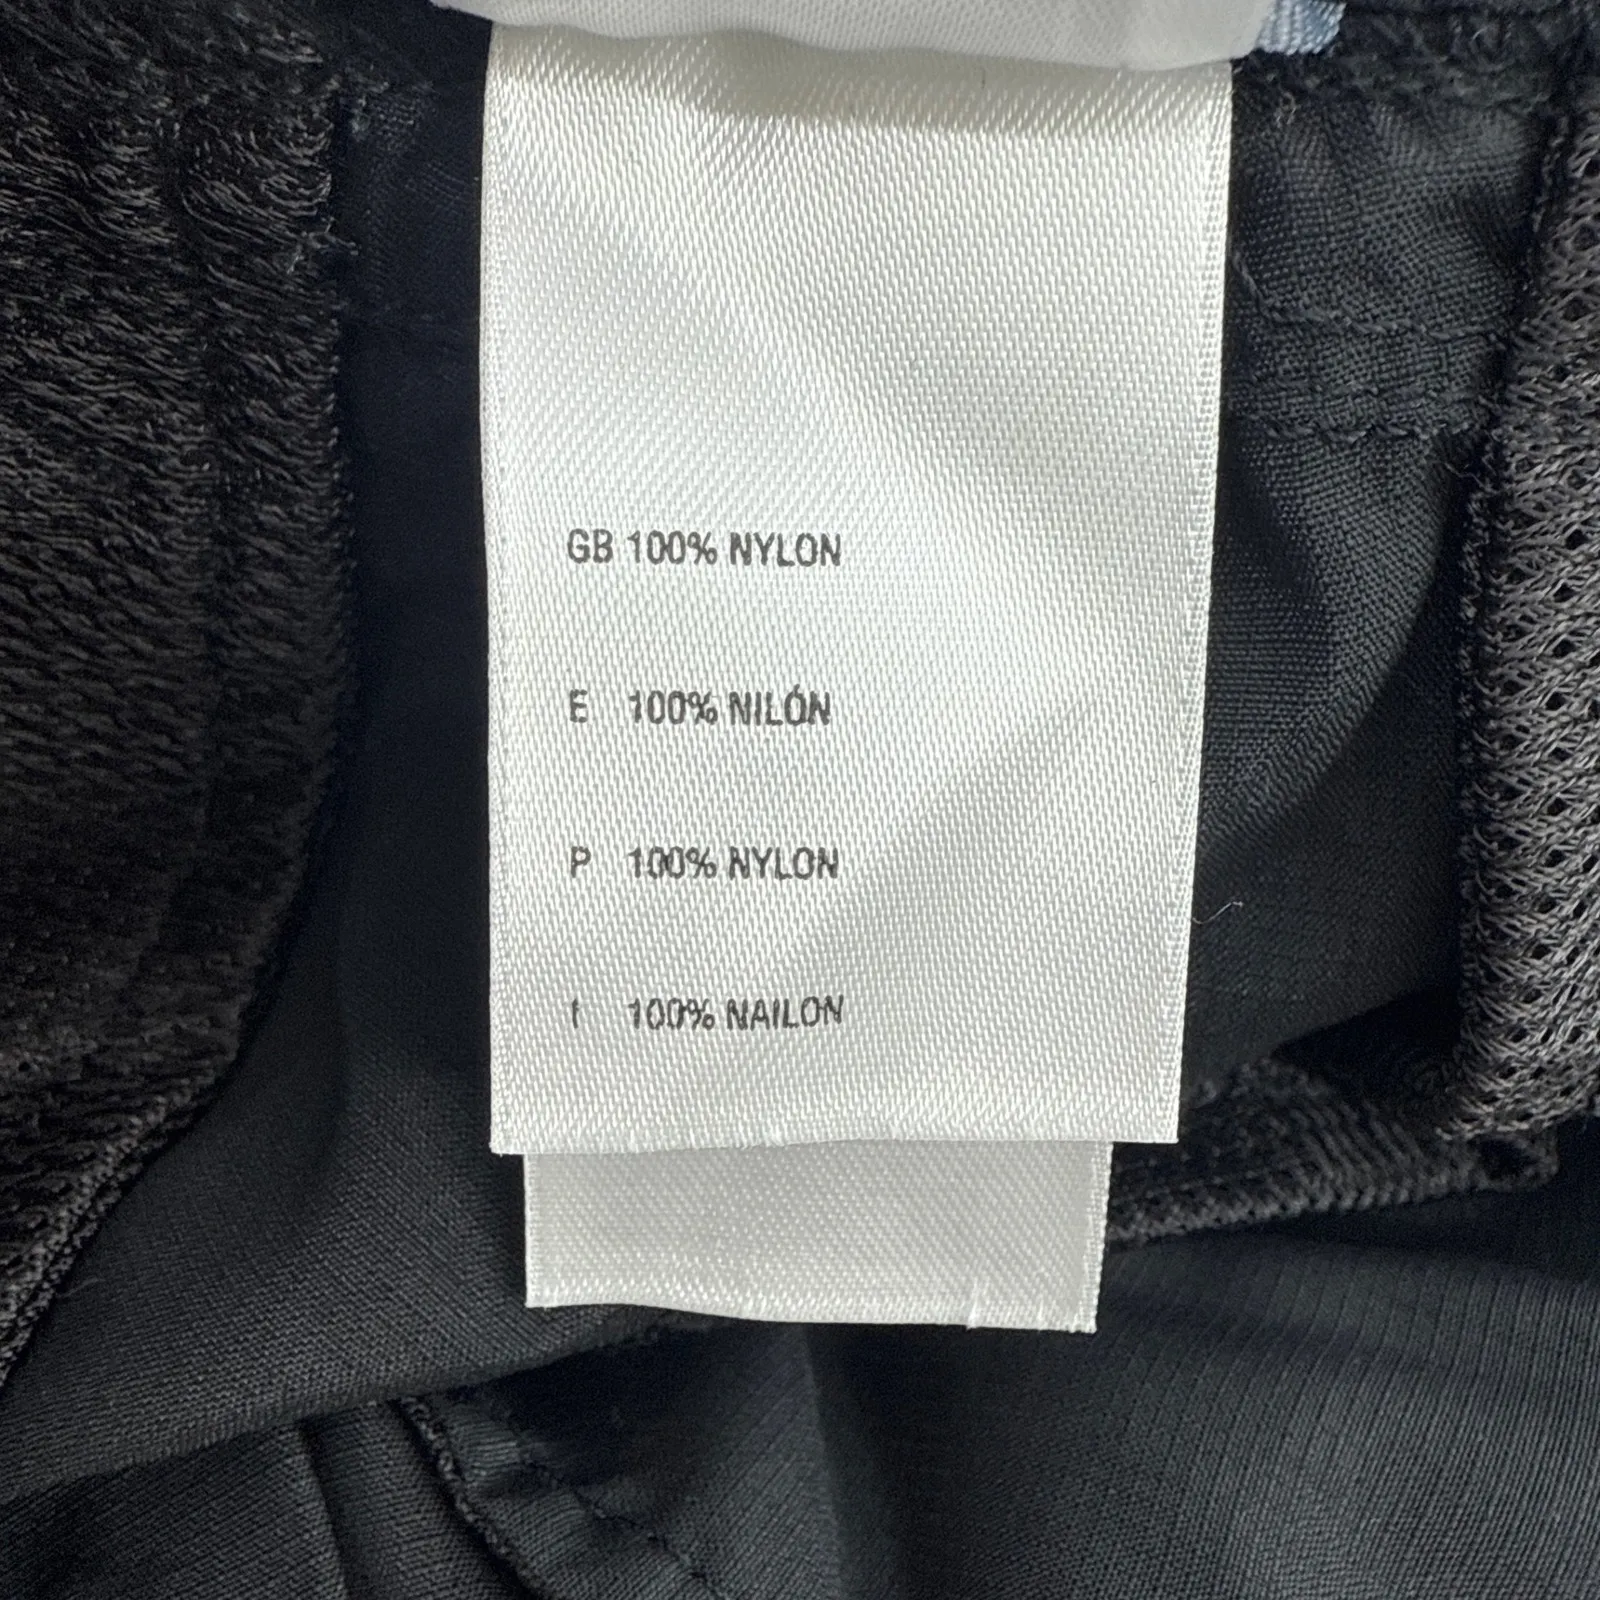 GB 100% NYLON
E 100% NILÓN
P 100% NYLON
I 100% NAILON